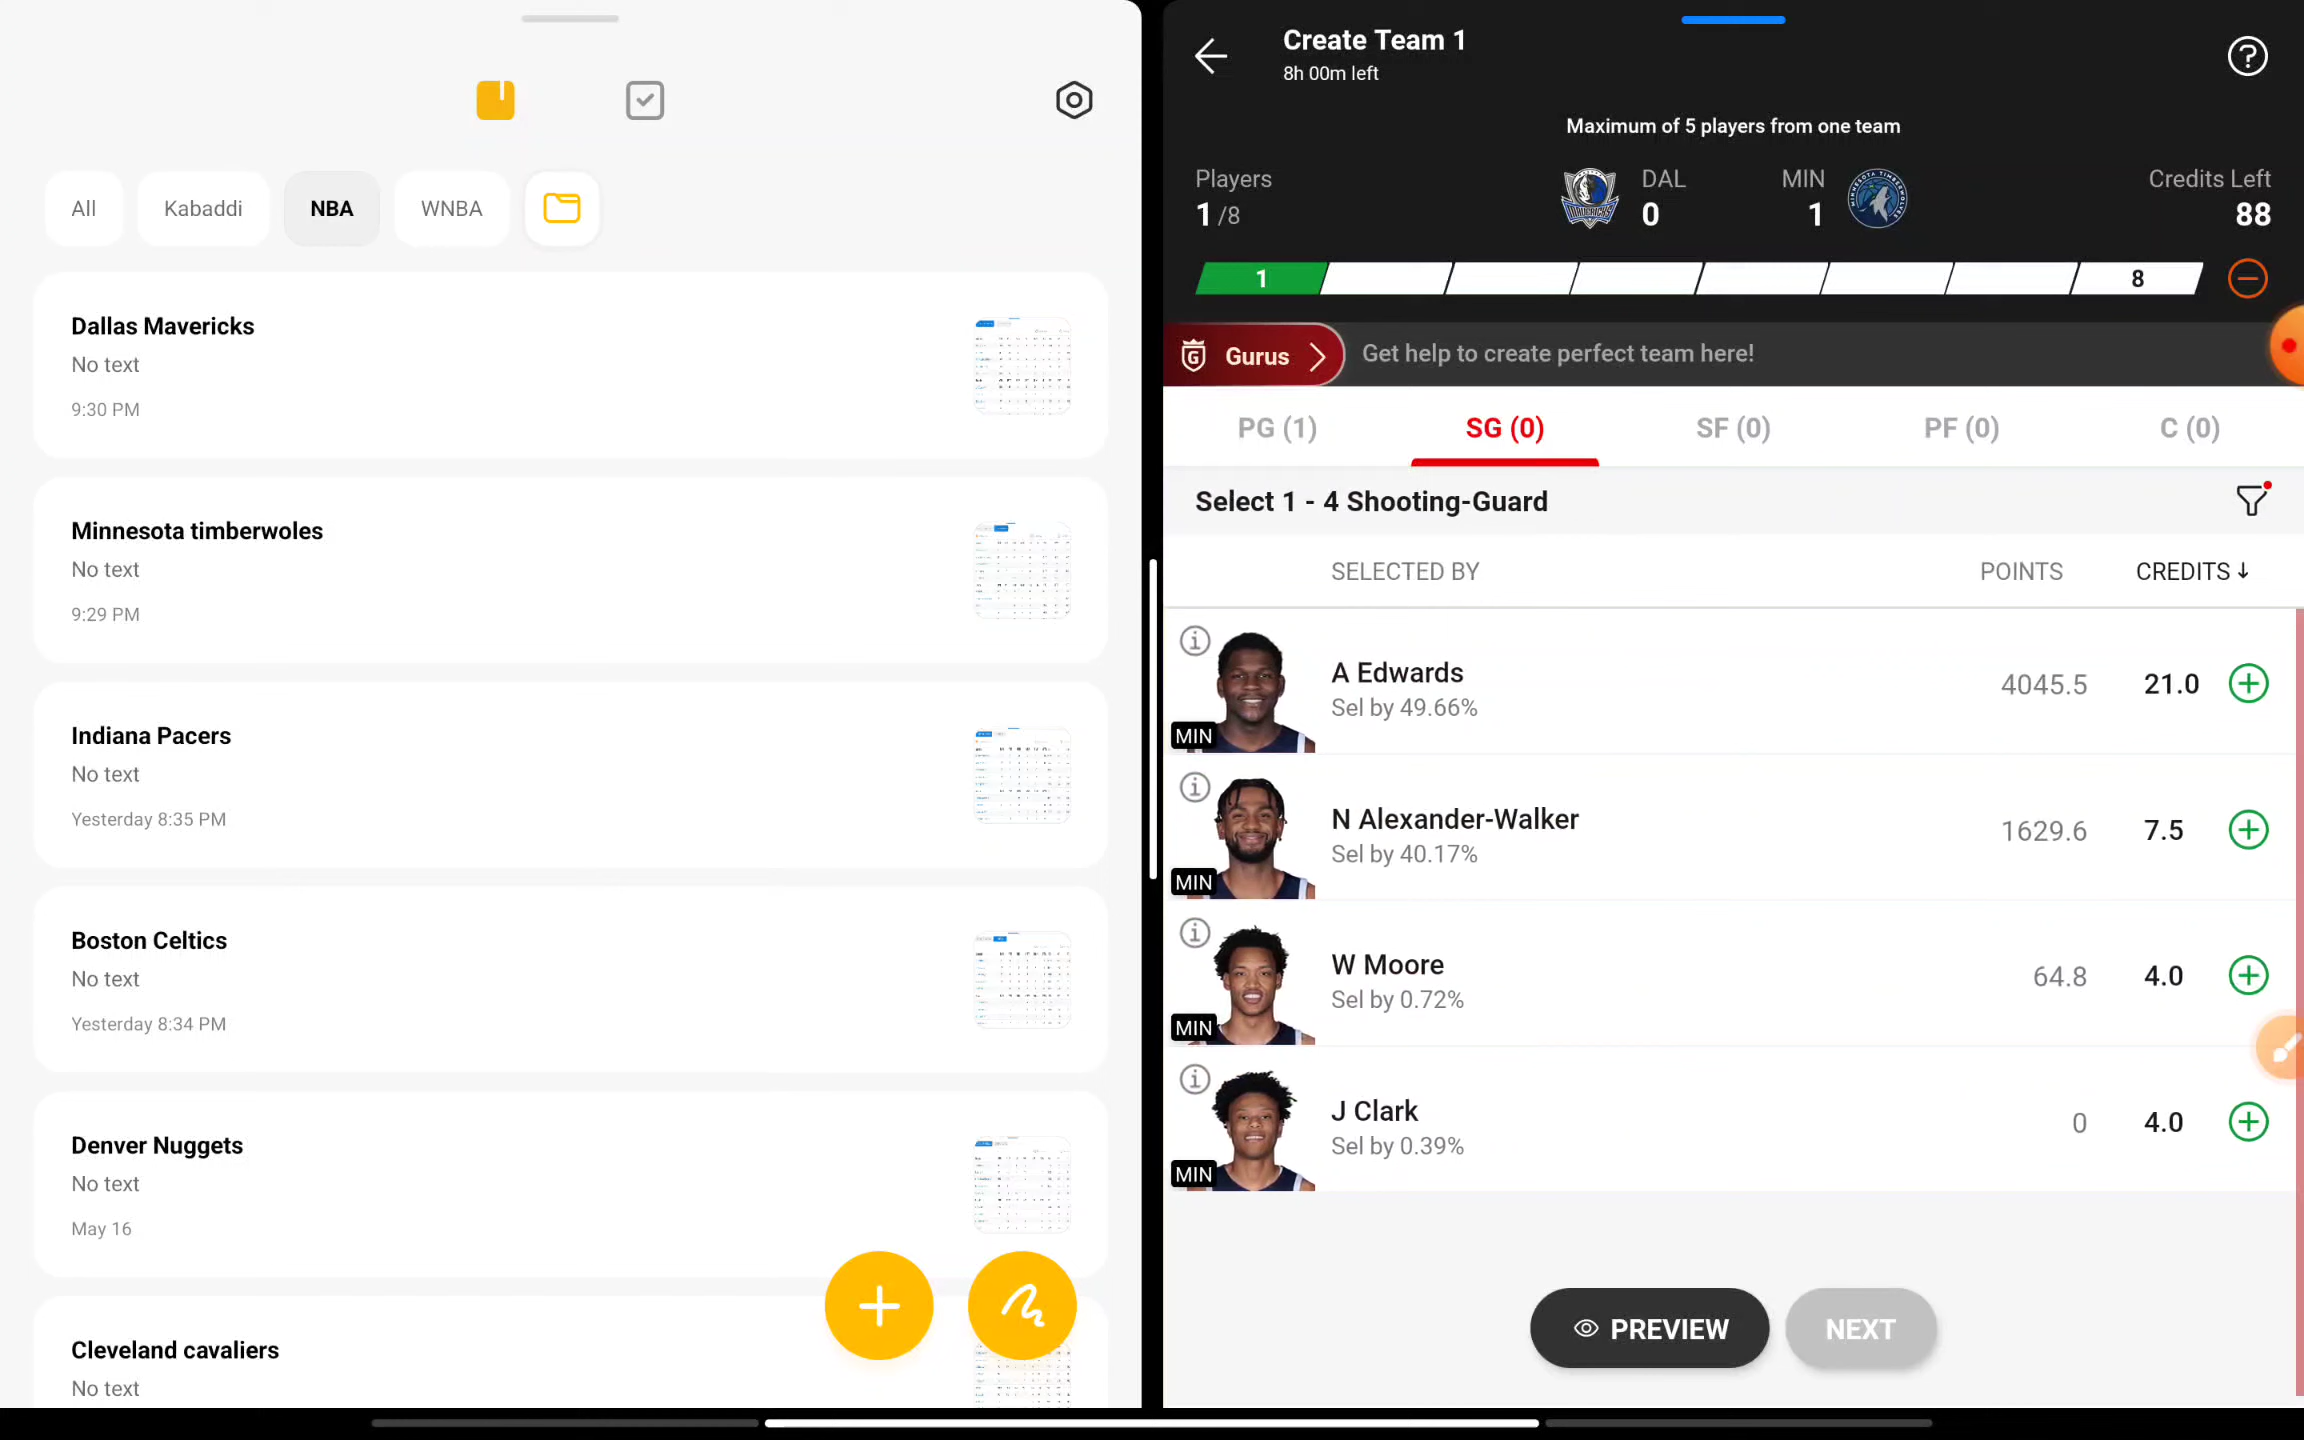 All
Kabaddi
NBA
WNBA
Dallas Mavericks
No text
9:30 PM
Minnesota timberwoles
No text
9:29 PM
Indiana Pacers
No text
Yesterday 8:35 PM
Boston Celtics
No text
Yesterday 8:34 PM
Denver Nuggets
No text
May 16
Cleveland cavaliers
No text
Create Team 1
8h 00m left
Maximum of 5 players from one team
Players
1 /8
DAL
0
MIN
1
Credits Left
88
1
8
Gurus
Get help to create perfect team here!
PG (1)
SG (0)
SF (0)
PF (0)
C (0)
Select 1 - 4 Shooting-Guard
SELECTED BY
POINTS
CREDITS ↓
A Edwards
Sel by 49.66%
4045.5
21.0
MIN
N Alexander-Walker
Sel by 40.17%
1629.6
7.5
MIN
W Moore
Sel by 0.72%
64.8
4.0
MIN
J Clark
Sel by 0.39%
0
4.0
MIN
PREVIEW
NEXT